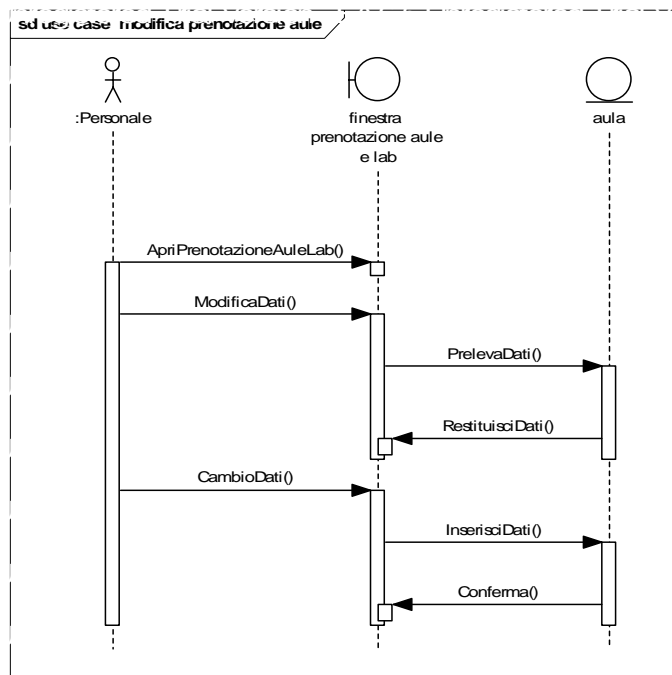 sd use case modifica prenotazione aule
:Personale
finestra
prenotazione aule
e lab
aula
ApriPrenotazioneAuleLab()
ModificaDati()
PrelevaDati()
RestituisciDati()
CambioDati()
InserisciDati()
Conferma()